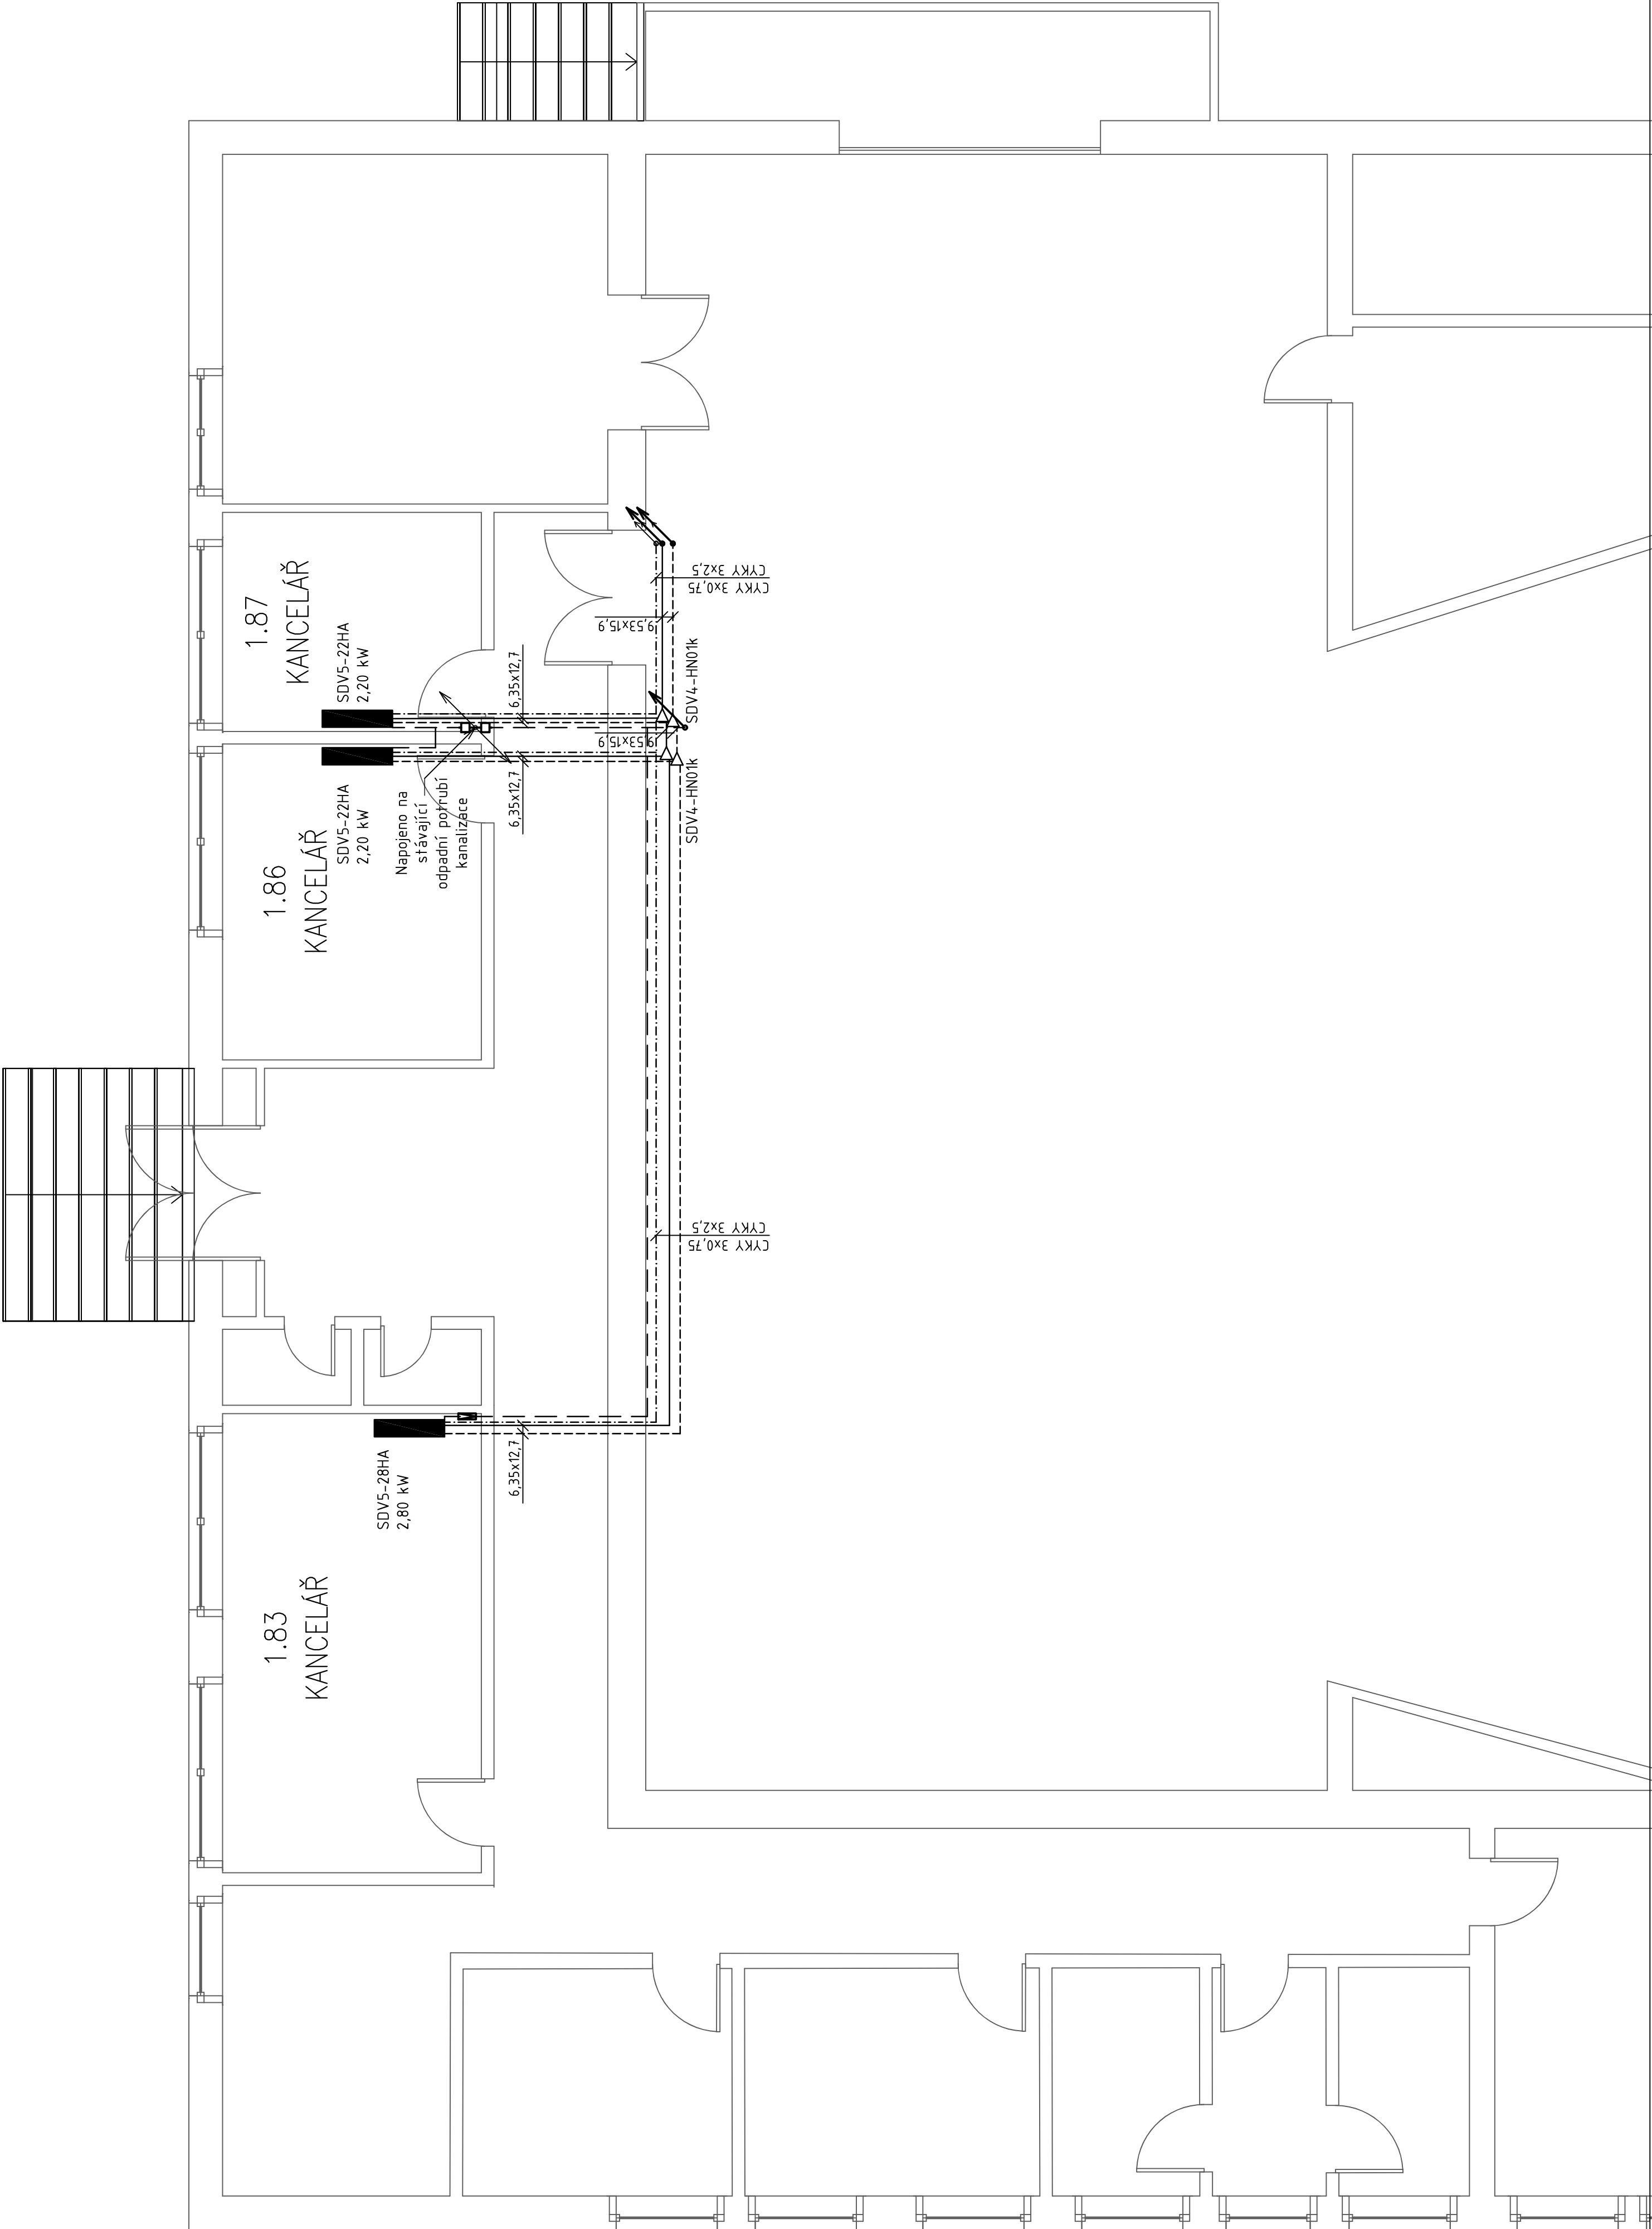 1.87
KANCELÁŘ
SDV5-22HA
2,20 kW
1.86
KANCELÁŘ
SDV5-22HA
2,20 kW
Napojeno na
stávající
odpadní potrubí
kanalizace
6,35x12,7
6,35x12,7
CYKY 3x2,5
CYKY 3x0,75
9,53x15,9
SDV4-HN01k
9,53x15,9
SDV4-HN01k
CYKY 3x2,5
CYKY 3x0,75
6,35x12,7
SDV5-28HA
2,80 kW
1.83
KANCELÁŘ